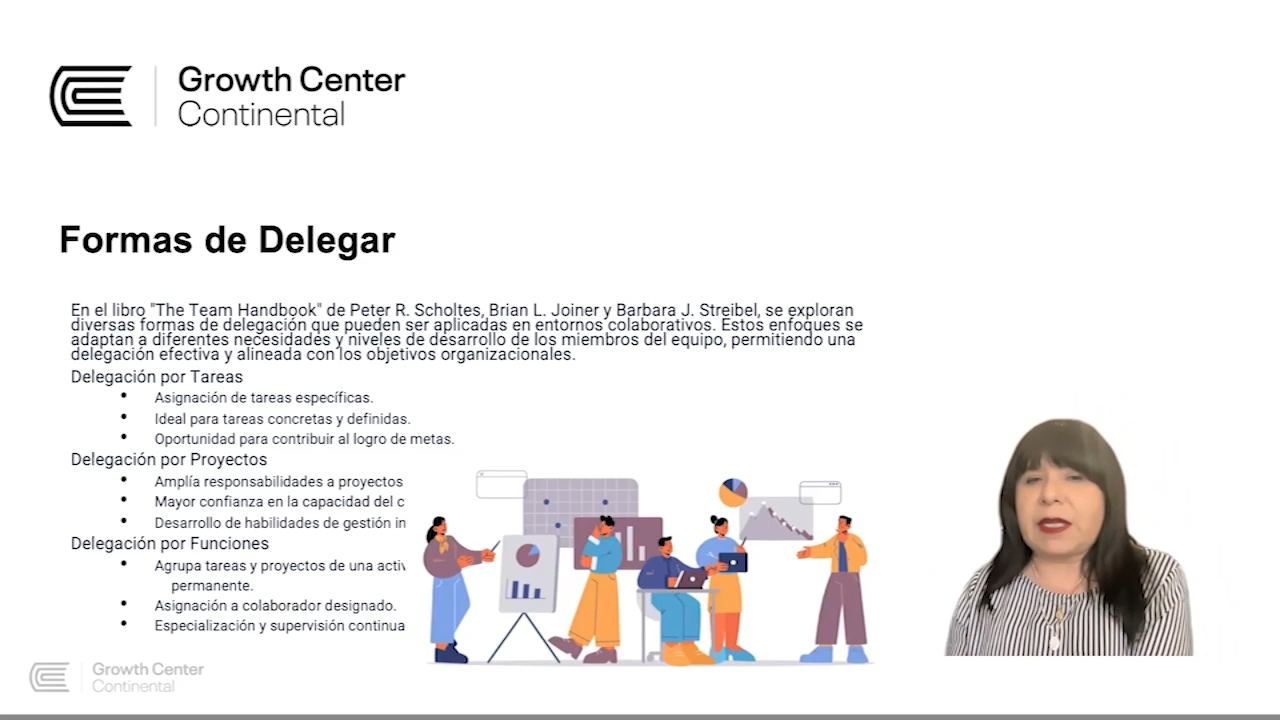 Growth Center
Continental
Formas de Delegar
En el libro "The Team Handbook" de Peter R. Scholtes, Brian L. Joiner y Barbara J. Streibel, se exploran
diversas formas de delegación que pueden ser aplicadas en entornos colaborativos. Estos enfoques se
adaptan a diferentes necesidades y niveles de desarrollo de los miembros del equipo, permitiendo una
delegación efectiva y alineada con los objetivos organizacionales.
Delegación por Tareas
• Asignación de tareas específicas.
• Ideal para tareas concretas y definidas.
• Oportunidad para contribuir al logro de metas.
Delegación por Proyectos
• Amplía responsabilidades a proyectos
• Mayor confianza en la capacidad del
• Desarrollo de habilidades de gestión
Delegación por Funciones
• Agrupa tareas y proyectos de una
permanente.
• Asignación a colaborador designado.
• Especialización y supervisión continua
Growth Center
Continental